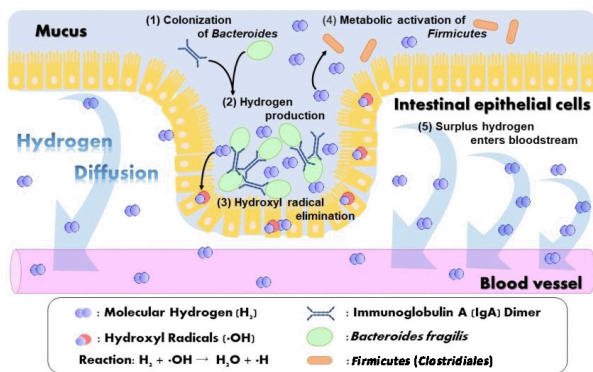 Mucus
(1) Colonization
of Bacteroides
(4) Metabolic activation of
Firmicutes
(2) Hydrogen
production
Intestinal epithelial cells
(5) Surplus hydrogen
enters bloodstream
Hydrogen
Diffusion
(3) Hydroxyl radical
elimination
Blood vessel
: Molecular Hydrogen (H₂)
: Immunoglobulin A (IgA) Dimer
: Hydroxyl Radicals (·OH)
: Bacteroides fragilis
Reaction: H₂ + ·OH → H₂O + ·H
: Firmicutes (Clostridiales)